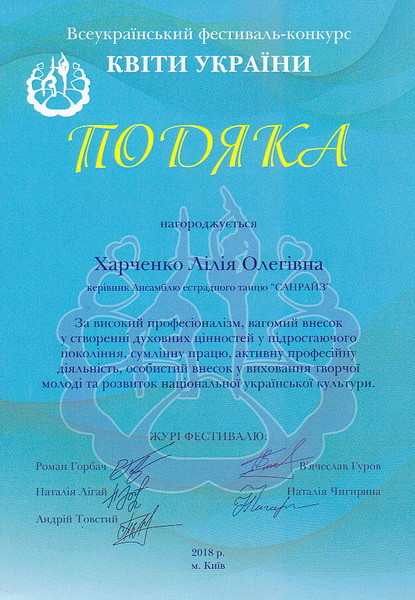 Всеукраїнський фестиваль-конкурс
КВІТИ УКРАЇНИ
ПОДЯКА
нагороджується
Харченко Лілія Олегівна
керівник Ансамблю естрадного танцю "САНРАЙЗ"
За високий професіоналізм, вагомий внесок
у створенні духовних цінностей у підростаючого
покоління, сумлінну працю, активну професійну
діяльність, особистий внесок у виховання творчої
молоді та розвиток національної української культури.
ЖУРІ ФЕСТИВАЛЮ:
Роман Горбач
В'ячеслав Гуров
Наталія Лігай
Наталія Чигрина
Андрій Товстий
2018 р.
м. Київ